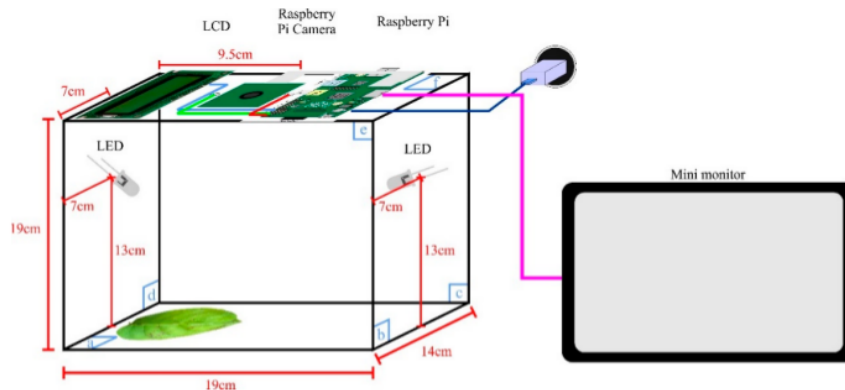 LCD
Raspberry
Pi Camera
Raspberry Pi
9.5cm
7cm
f
e
LED
LED
Mini monitor
7cm
7cm
19cm
13cm
13cm
d
c
a
b
14cm
19cm